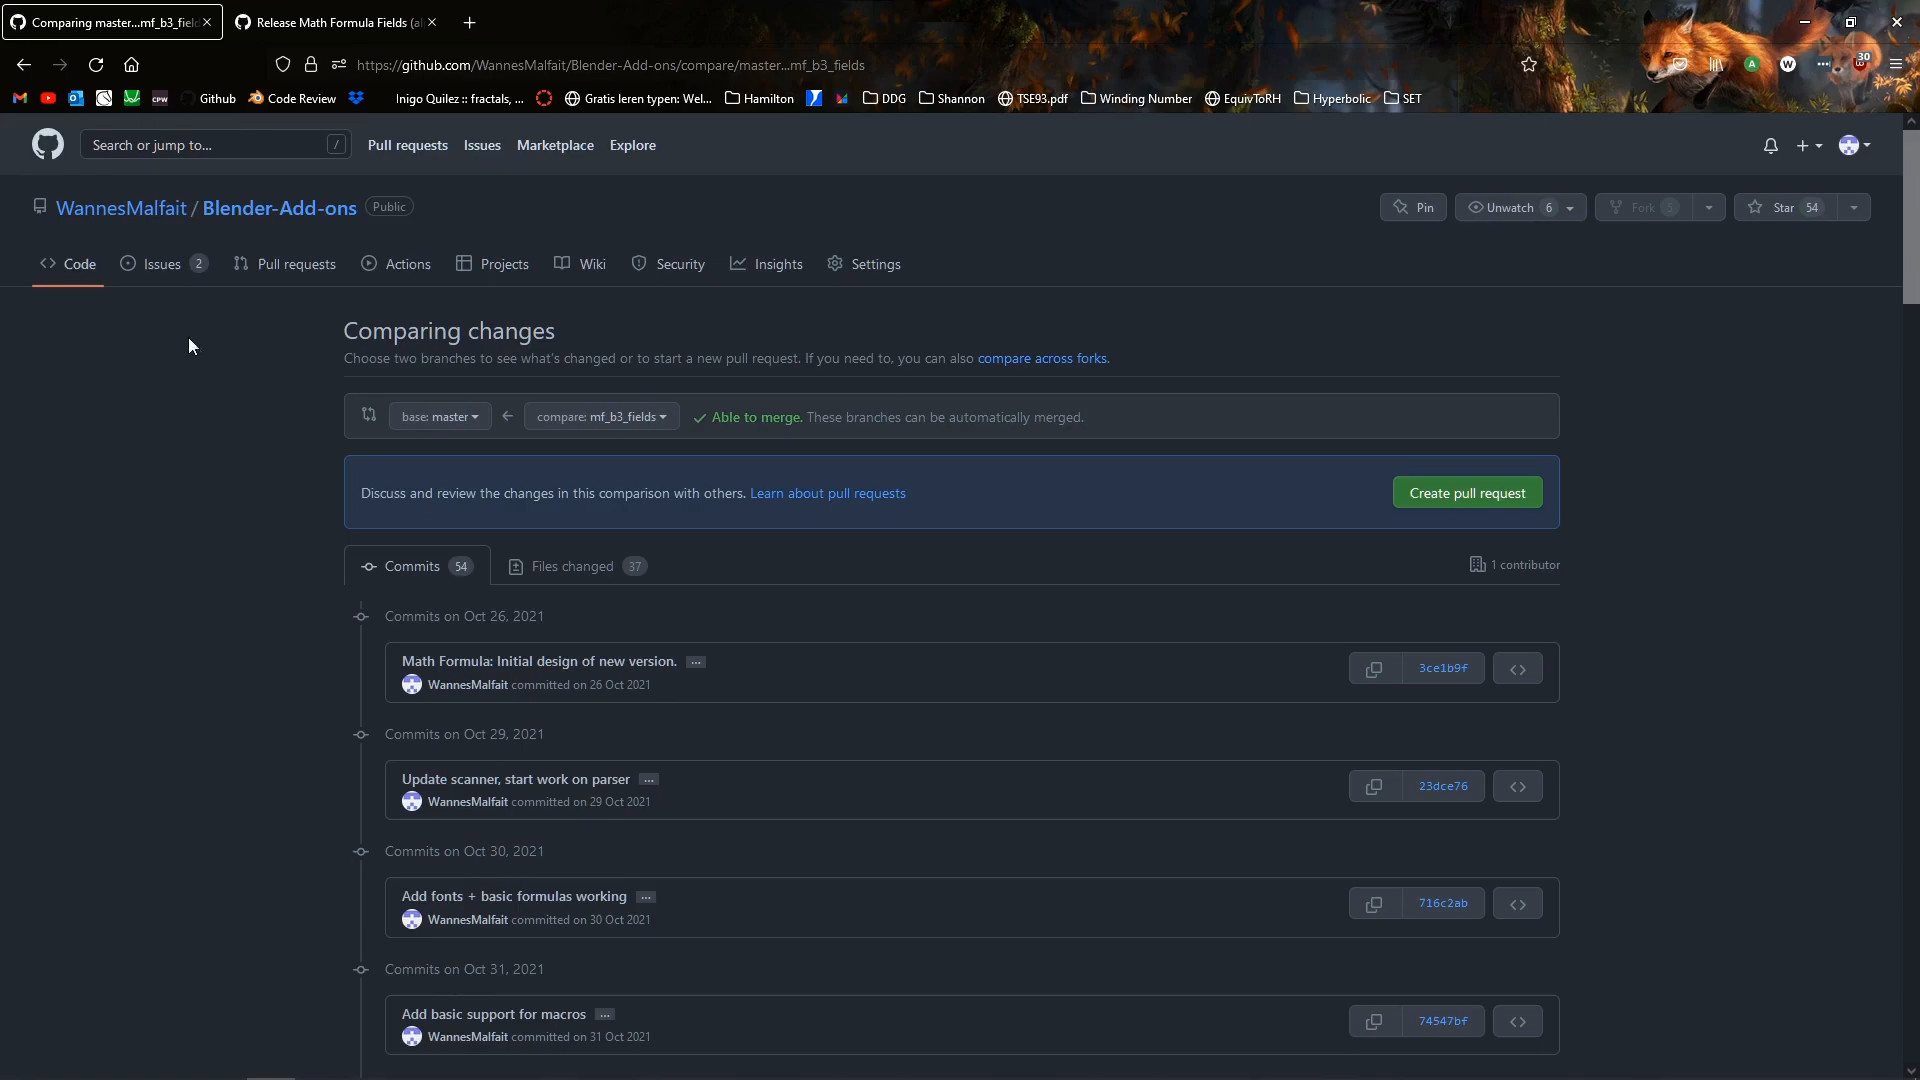 Comparing master...mf_b3_fiel
Release Math Formula Fields (al
https://github.com/WannesMalfait/Blender-Add-ons/compare/master...mf_b3_fields
A
W
30
CPW
Github
Code Review
Inigo Quilez :: fractals, ...
Gratis leren typen: Wel...
Hamilton
DDG
Shannon
TSE93.pdf
Winding Number
EquivToRH
Hyperbolic
SET
Search or jump to...
/
Pull requests
Issues
Marketplace
Explore
WannesMalfait / Blender-Add-ons
Public
Pin
Unwatch 6
Fork 5
Star 54
Code
Issues 2
Pull requests
Actions
Projects
Wiki
Security
Insights
Settings
Comparing changes
Choose two branches to see what's changed or to start a new pull request. If you need to, you can also compare across forks.
base: master
compare: mf_b3_fields
Able to merge. These branches can be automatically merged.
Discuss and review the changes in this comparison with others. Learn about pull requests
Create pull request
Commits 54
Files changed 37
1 contributor
Commits on Oct 26, 2021
Math Formula: Initial design of new version. ...
WannesMalfait committed on 26 Oct 2021
3ce1b9f
Commits on Oct 29, 2021
Update scanner, start work on parser ...
WannesMalfait committed on 29 Oct 2021
23dce76
Commits on Oct 30, 2021
Add fonts + basic formulas working ...
WannesMalfait committed on 30 Oct 2021
716c2ab
Commits on Oct 31, 2021
Add basic support for macros ...
WannesMalfait committed on 31 Oct 2021
74547bf